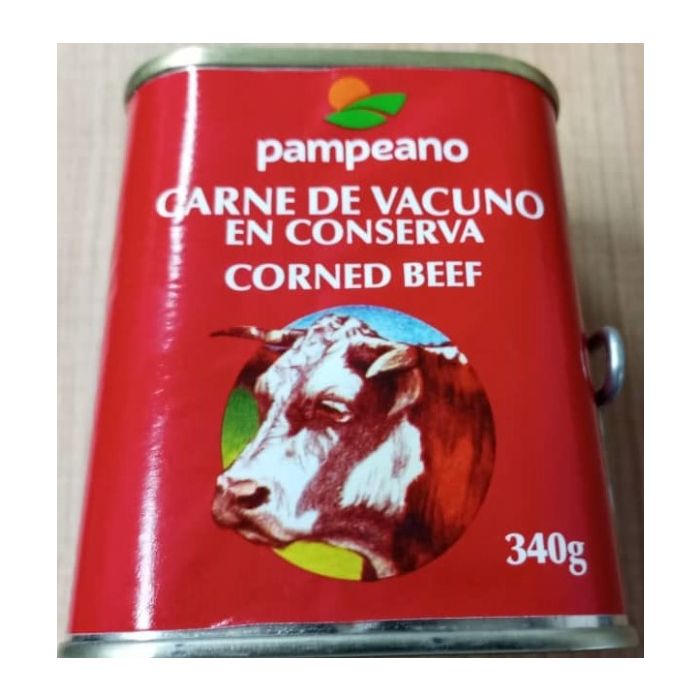 pampeano
CARNE DE VACUNO
EN CONSERVA
CORNED BEEF
340g